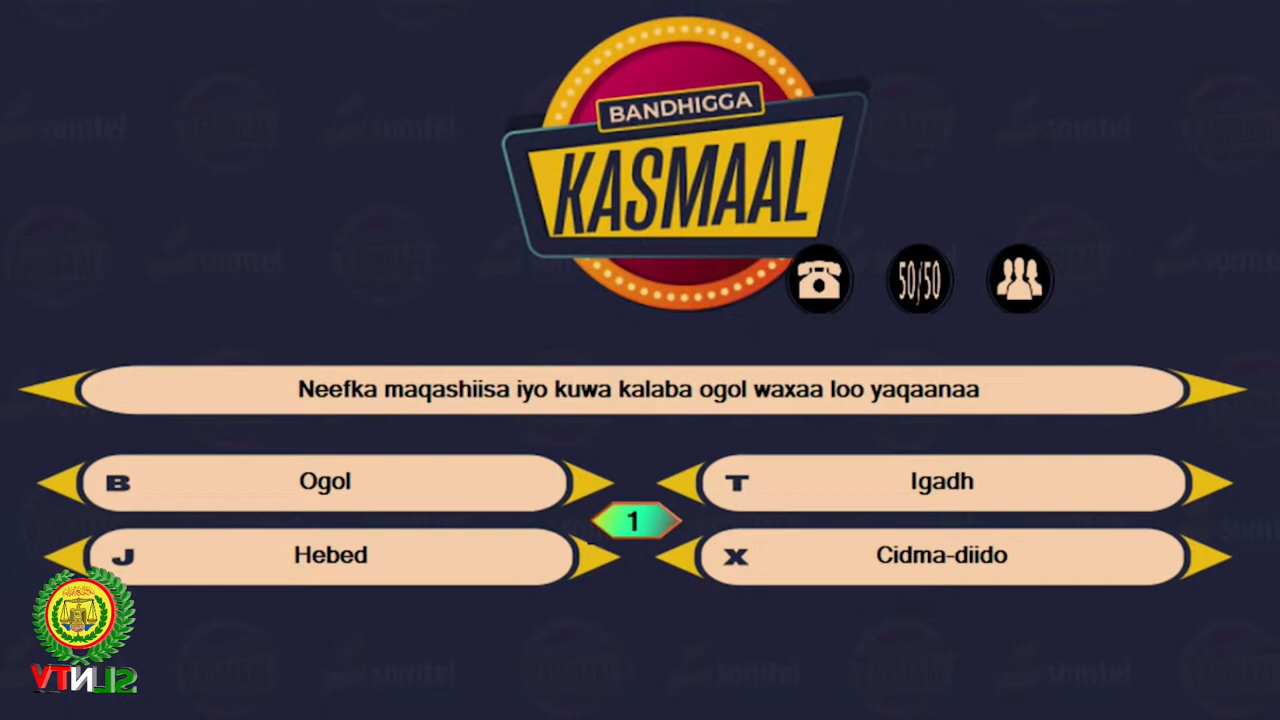 BANDHIGGA
KASMAAL
50/50
Neefka maqashiisa iyo kuwa kalaba ogol waxaa loo yaqaanaa
B Ogol
T Igadh
1
J Hebed
X Cidma-diido
SLNTV